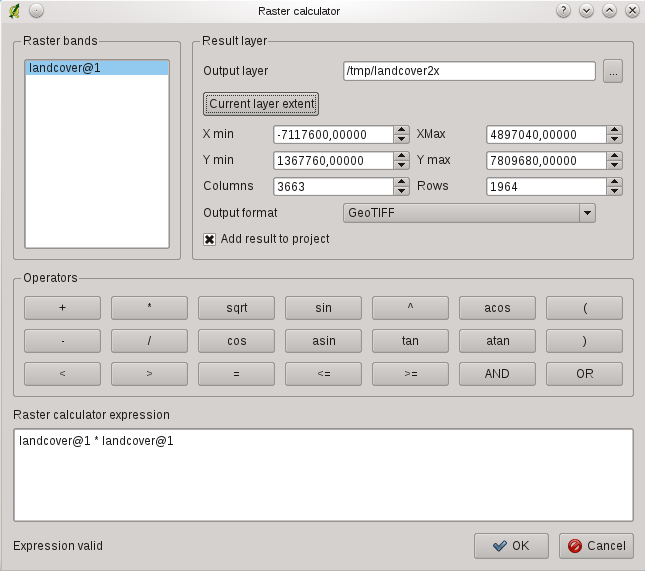 Raster calculator
Raster bands
landcover@1
Result layer
Output layer /tmp/landcover2x ...
Current layer extent
X min -7117600,00000 XMax 4897040,00000
Y min 1367760,00000 Y max 7809680,00000
Columns 3663 Rows 1964
Output format GeoTIFF
Add result to project
Operators
+ * sqrt sin ^ acos (
- / cos asin tan atan )
< > = <= >= AND OR
Raster calculator expression
landcover@1 * landcover@1
Expression valid OK Cancel